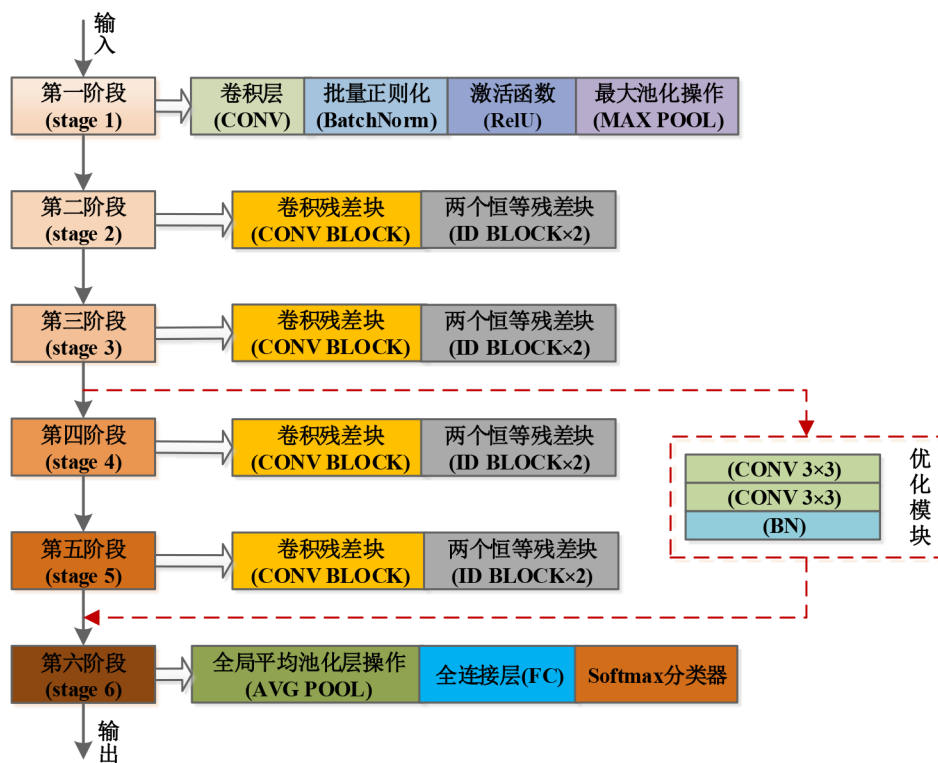 输入
第一阶段
(stage 1)
卷积层
(CONV)
批量正则化
(BatchNorm)
激活函数
(RelU)
最大池化操作
(MAX POOL)
第二阶段
(stage 2)
卷积残差块
(CONV BLOCK)
两个恒等残差块
(ID BLOCK×2)
第三阶段
(stage 3)
卷积残差块
(CONV BLOCK)
两个恒等残差块
(ID BLOCK×2)
第四阶段
(stage 4)
卷积残差块
(CONV BLOCK)
两个恒等残差块
(ID BLOCK×2)
(CONV 3×3)
(CONV 3×3)
(BN)
优化模块
第五阶段
(stage 5)
卷积残差块
(CONV BLOCK)
两个恒等残差块
(ID BLOCK×2)
第六阶段
(stage 6)
全局平均池化层操作
(AVG POOL)
全连接层(FC)
Softmax分类器
输出